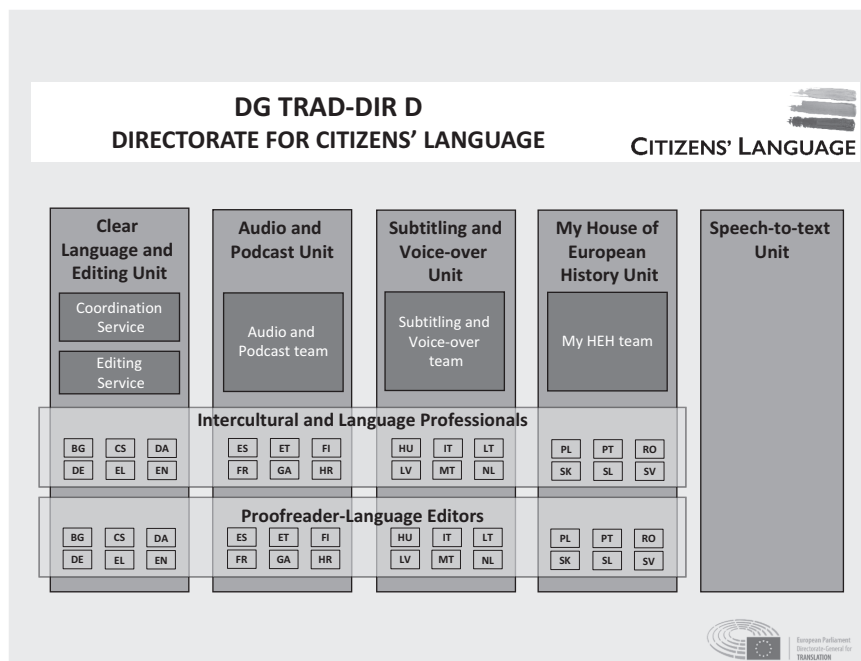 DG TRAD-DIR D
DIRECTORATE FOR CITIZENS' LANGUAGE
CITIZENS' LANGUAGE
Clear
Language and
Editing Unit
Coordination
Service
Editing
Service
Audio and
Podcast Unit
Audio and
Podcast team
Subtitling and
Voice-over
Unit
Subtitling and
Voice-over
team
My House of
European
History Unit
My HEH team
Speech-to-text
Unit
Intercultural and Language Professionals
BG CS DA ES ET FI HU IT LT PL PT RO
DE EL EN FR GA HR LV MT NL SK SL SV
Proofreader-Language Editors
BG CS DA ES ET FI HU IT LT PL PT RO
DE EL EN FR GA HR LV MT NL SK SL SV
European Parliament
Directorate-General for
TRANSLATION